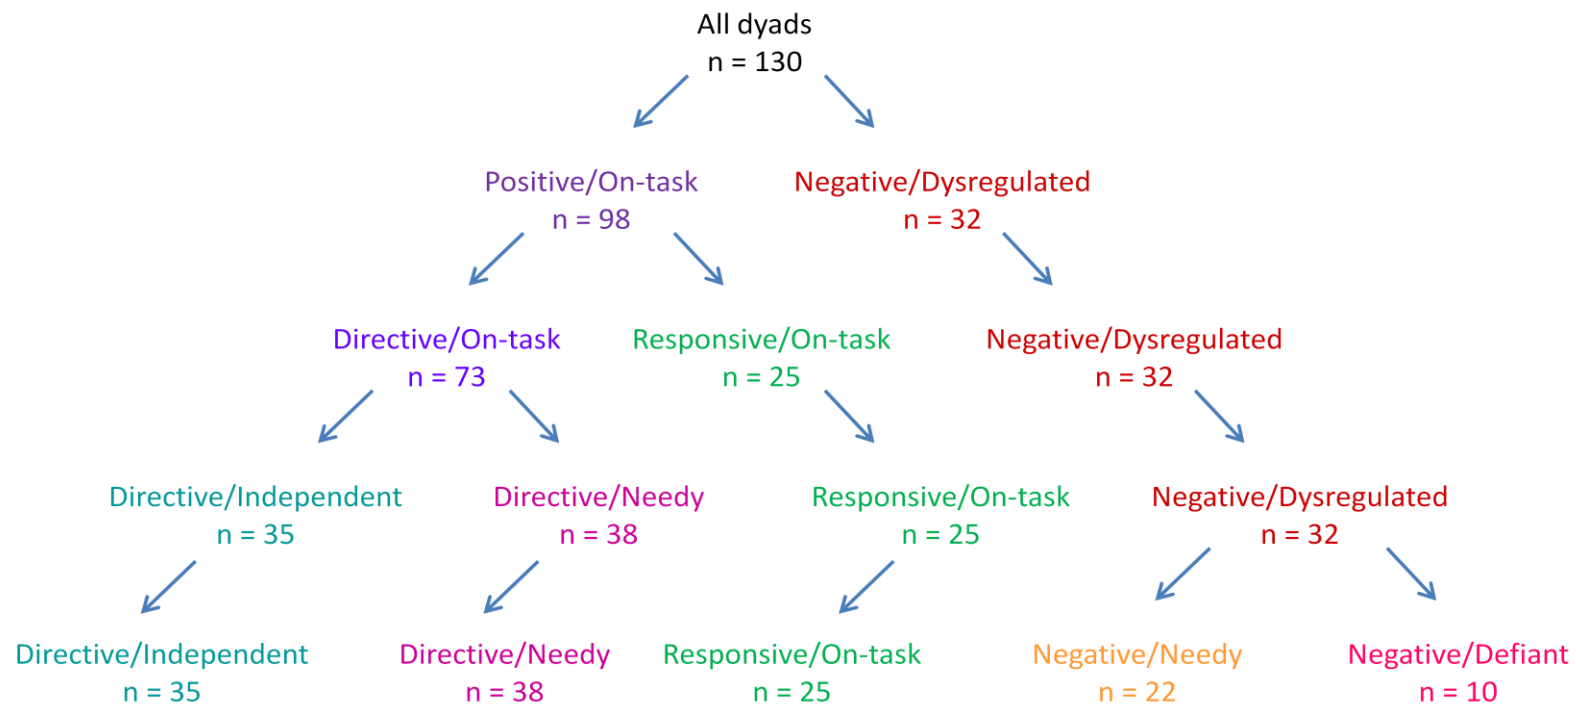 All dyads
n = 130
Positive/On-task
n = 98
Negative/Dysregulated
n = 32
Directive/On-task
n = 73
Responsive/On-task
n = 25
Negative/Dysregulated
n = 32
Directive/Independent
n = 35
Directive/Needy
n = 38
Responsive/On-task
n = 25
Negative/Dysregulated
n = 32
Directive/Independent
n = 35
Directive/Needy
n = 38
Responsive/On-task
n = 25
Negative/Needy
n = 22
Negative/Defiant
n = 10